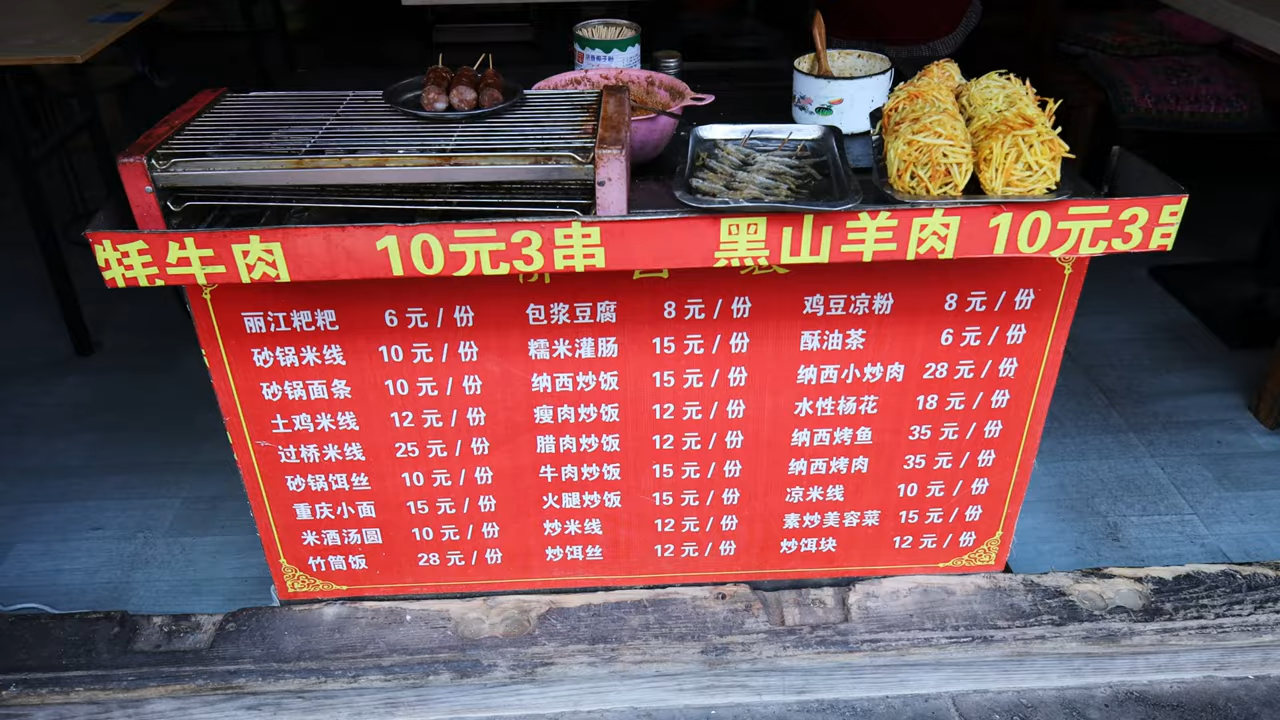 牦牛肉 10元3串 黑山羊肉 10元3串
丽江粑粑 6元/份
砂锅米线 10元/份
砂锅面条 10元/份
土鸡米线 12元/份
过桥米线 25元/份
砂锅饵丝 10元/份
重庆小面 15元/份
米酒汤圆 10元/份
竹筒饭 28元/份
包浆豆腐 8元/份
糯米灌肠 15元/份
纳西炒饭 15元/份
瘦肉炒饭 12元/份
腊肉炒饭 12元/份
牛肉炒饭 15元/份
火腿炒饭 15元/份
炒米线 12元/份
炒饵丝 12元/份
鸡豆凉粉 8元/份
酥油茶 6元/份
纳西小炒肉 28元/份
水性杨花 18元/份
纳西烤鱼 35元/份
纳西烤肉 35元/份
凉米线 10元/份
素炒美容菜 15元/份
炒饵块 12元/份